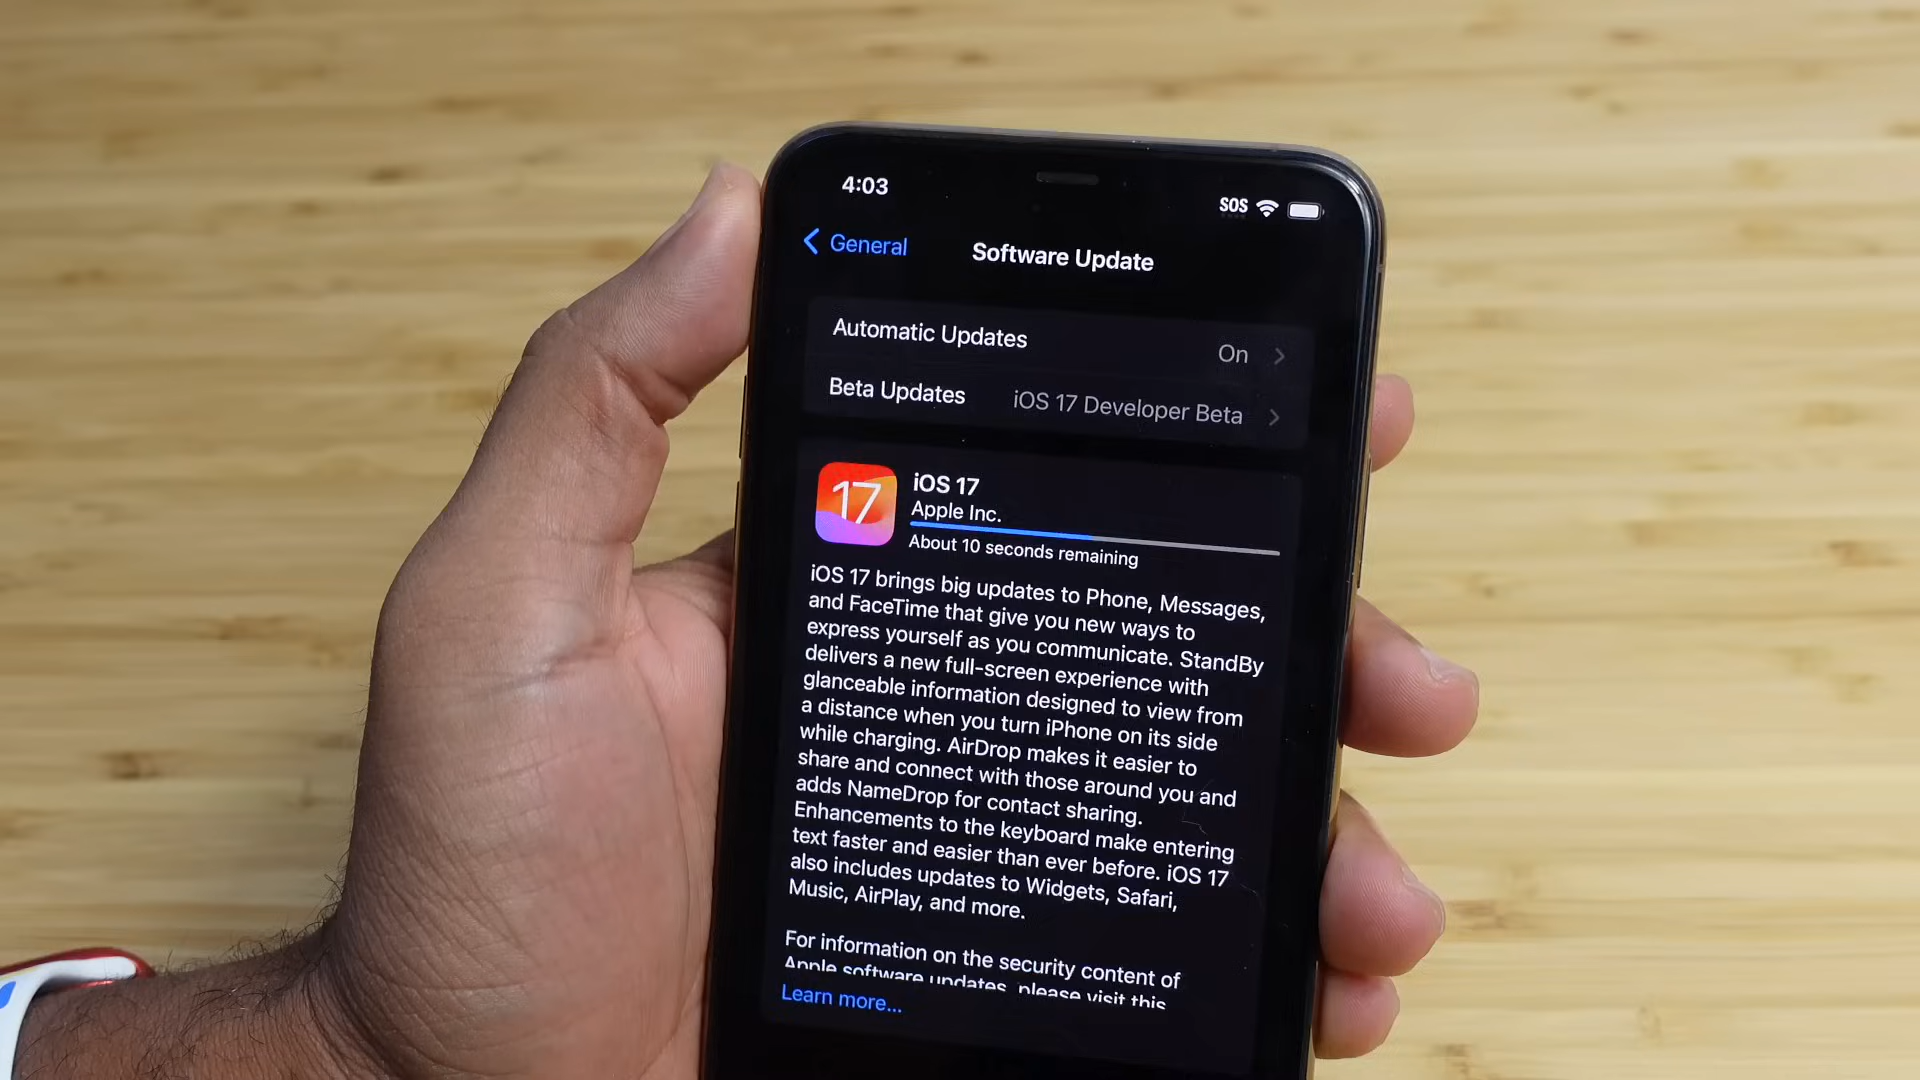 4:03
SOS
General
Software Update
Automatic Updates
On
Beta Updates
iOS 17 Developer Beta
17
iOS 17
Apple Inc.
About 10 seconds remaining
iOS 17 brings big updates to Phone, Messages,
and FaceTime that give you new ways to
express yourself as you communicate. StandBy
delivers a new full-screen experience with
glanceable information designed to view from
a distance when you turn iPhone on its side
while charging. AirDrop makes it easier to
share and connect with those around you and
adds NameDrop for contact sharing.
Enhancements to the keyboard make entering
text faster and easier than ever before. iOS 17
also includes updates to Widgets, Safari,
Music, AirPlay, and more.
For information on the security content of
Apple software updates, please visit this
Learn more...